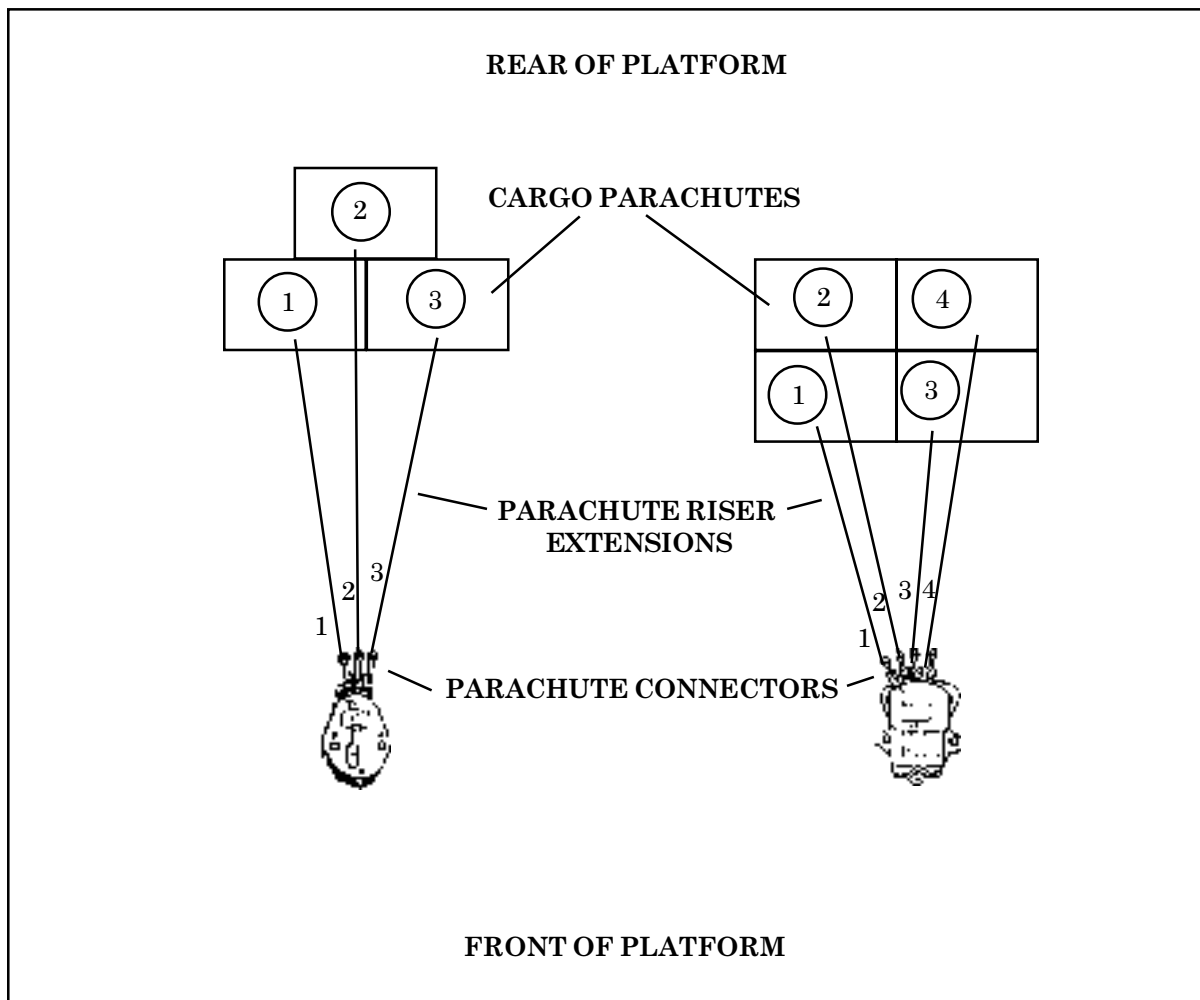 REAR OF PLATFORM
2
CARGO PARACHUTES
1
3
2
4
1
3
PARACHUTE RISER
EXTENSIONS
3
2
1
3
4
2
1
PARACHUTE CONNECTORS
FRONT OF PLATFORM